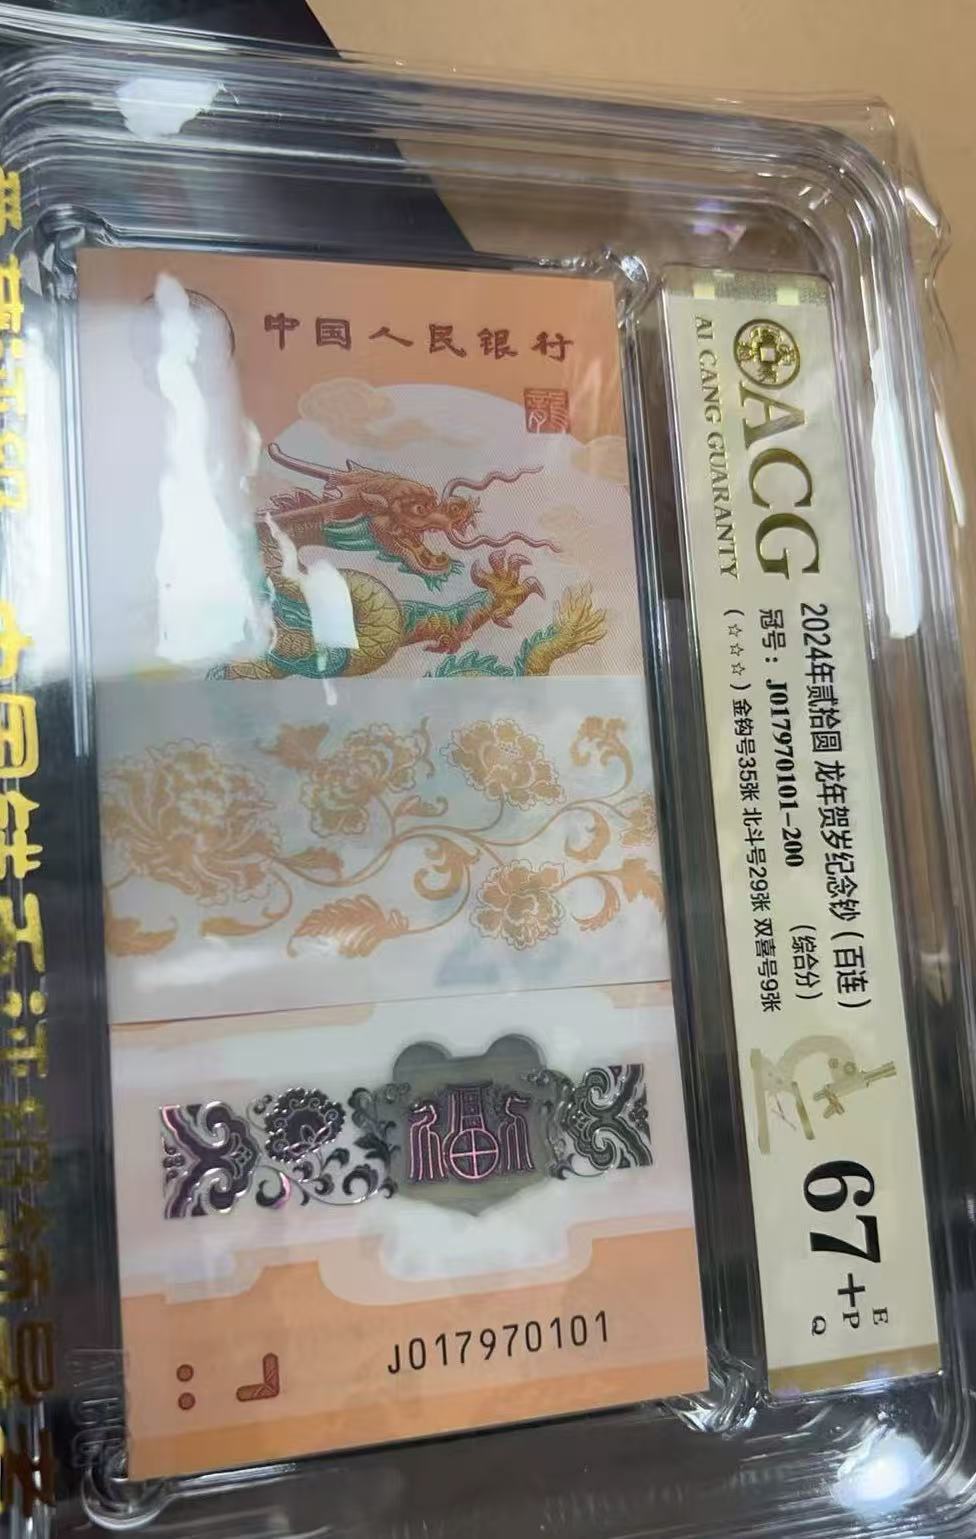 中国人民银行
龍
J017970101
ACG
AI CANG GUARANTY
2024年贰拾圆 龙年贺岁纪念钞（百连）
冠号：J017970101-200 （综合分）
（☆☆☆）金钩号35张 北斗号29张 双喜号9张
67+
E
P
Q